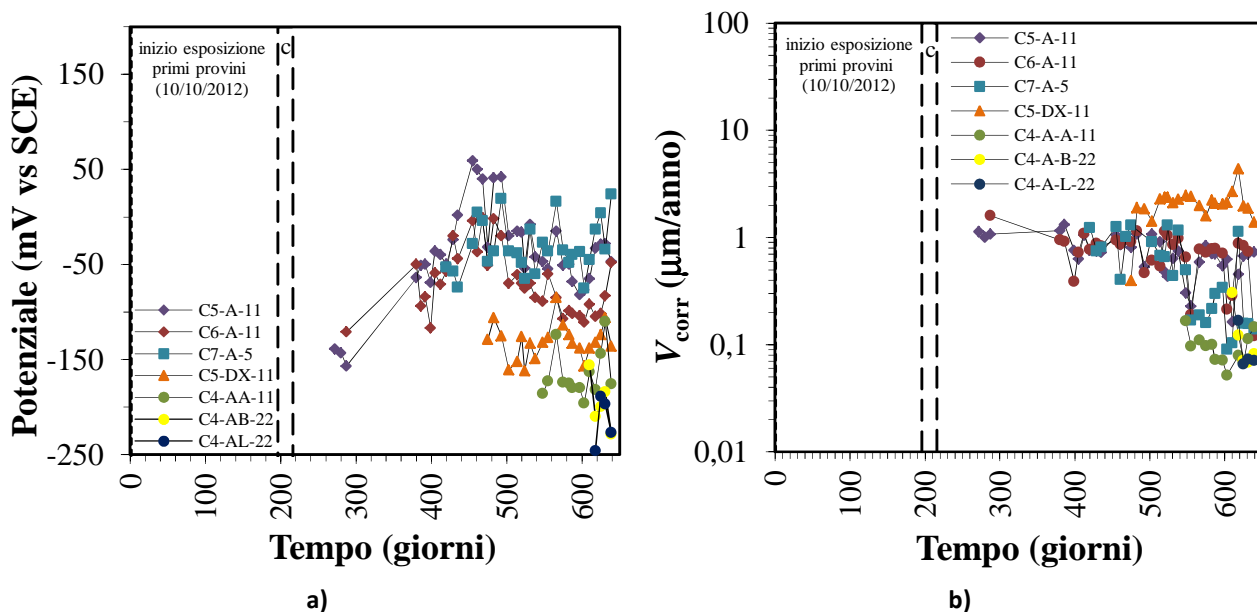 inizio esposizione
primi provini
(10/10/2012)
c
150
50
-50
-150
-250
Potenziale (mV vs SCE)
C5-A-11
C6-A-11
C7-A-5
C5-DX-11
C4-AA-11
C4-AB-22
C4-AL-22
0
100
200
300
400
500
600
Tempo (giorni)
a)
inizio esposizione
primi provini
(10/10/2012)
c
100
10
1
0,1
0,01
Vcorr (µm/anno)
C5-A-11
C6-A-11
C7-A-5
C5-DX-11
C4-A-A-11
C4-A-B-22
C4-A-L-22
0
100
200
300
400
500
600
Tempo (giorni)
b)